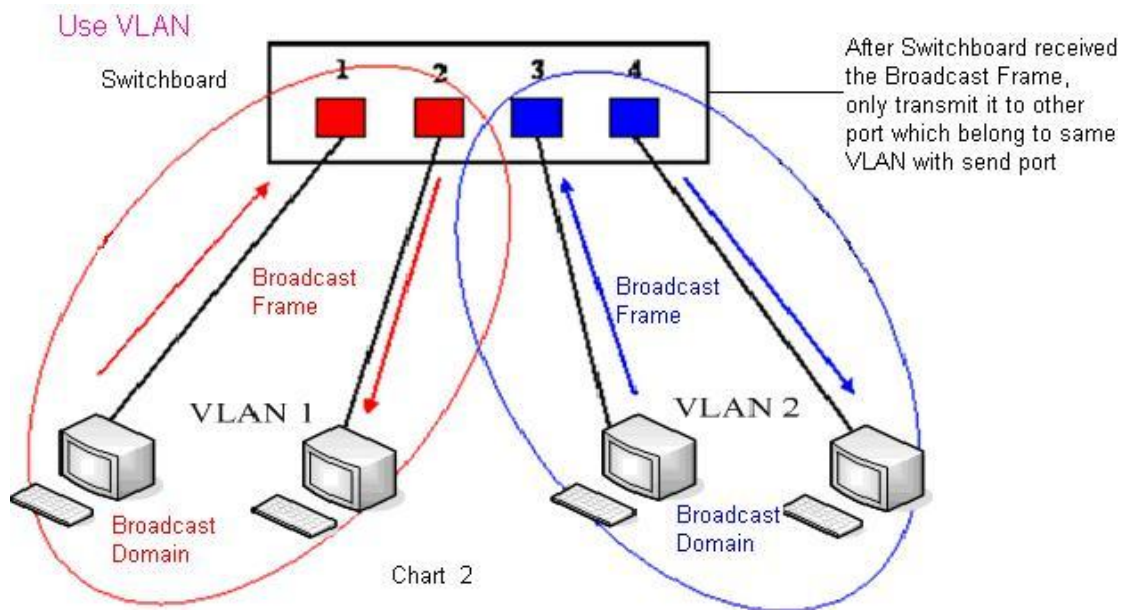 Use VLAN
Switchboard
1 2 3 4
After Switchboard received
the Broadcast Frame,
only transmit it to other
port which belong to same
VLAN with send port
Broadcast
Frame
Broadcast
Frame
VLAN 1
VLAN 2
Broadcast
Domain
Broadcast
Domain
Chart 2